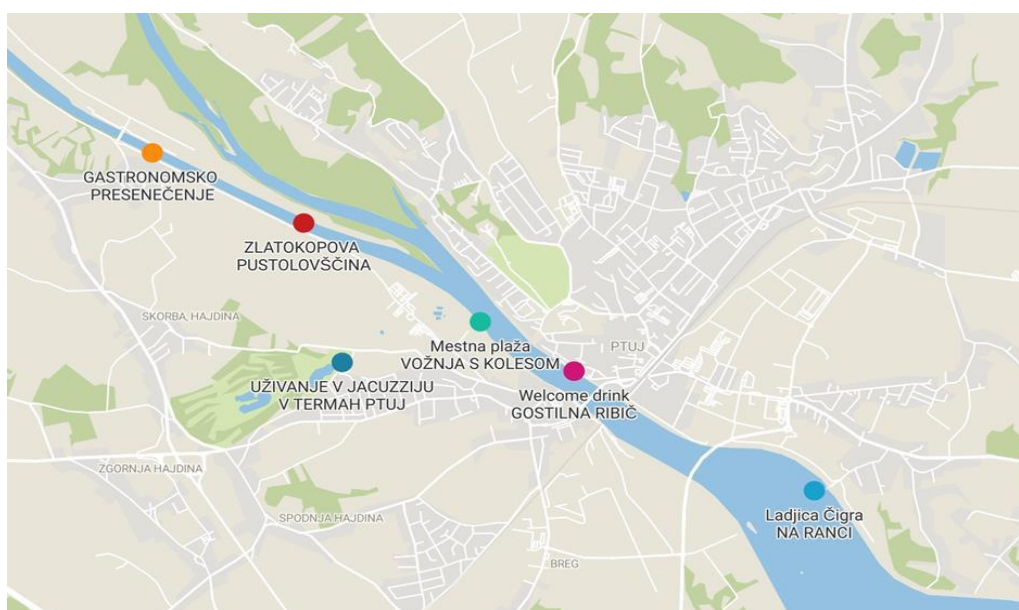 GASTRONOMSKO
PRESENEČENJE
ZLATOKOPOVA
PUSTOLOVŠČINA
SKORBA, HAJDINA
Mestna plaža
VOŽNJA S KOLESOM
PTUJ
UŽIVANJE V JACUZZIJU
V TERMAH PTUJ
Welcome drink
GOSTILNA RIBIČ
ZGORNJA HAJDINA
SPODNJA HAJDINA
Ladjica Čigra
NA RANCI
BREG